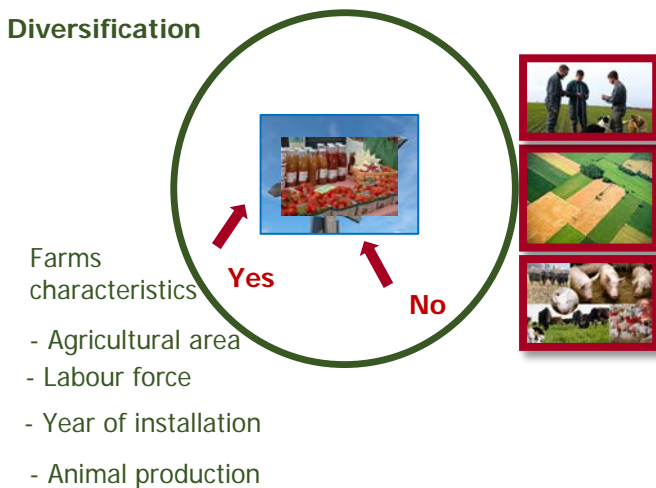 Diversification
Farms
characteristics
Yes
No
- Agricultural area
- Labour force
- Year of installation
- Animal production